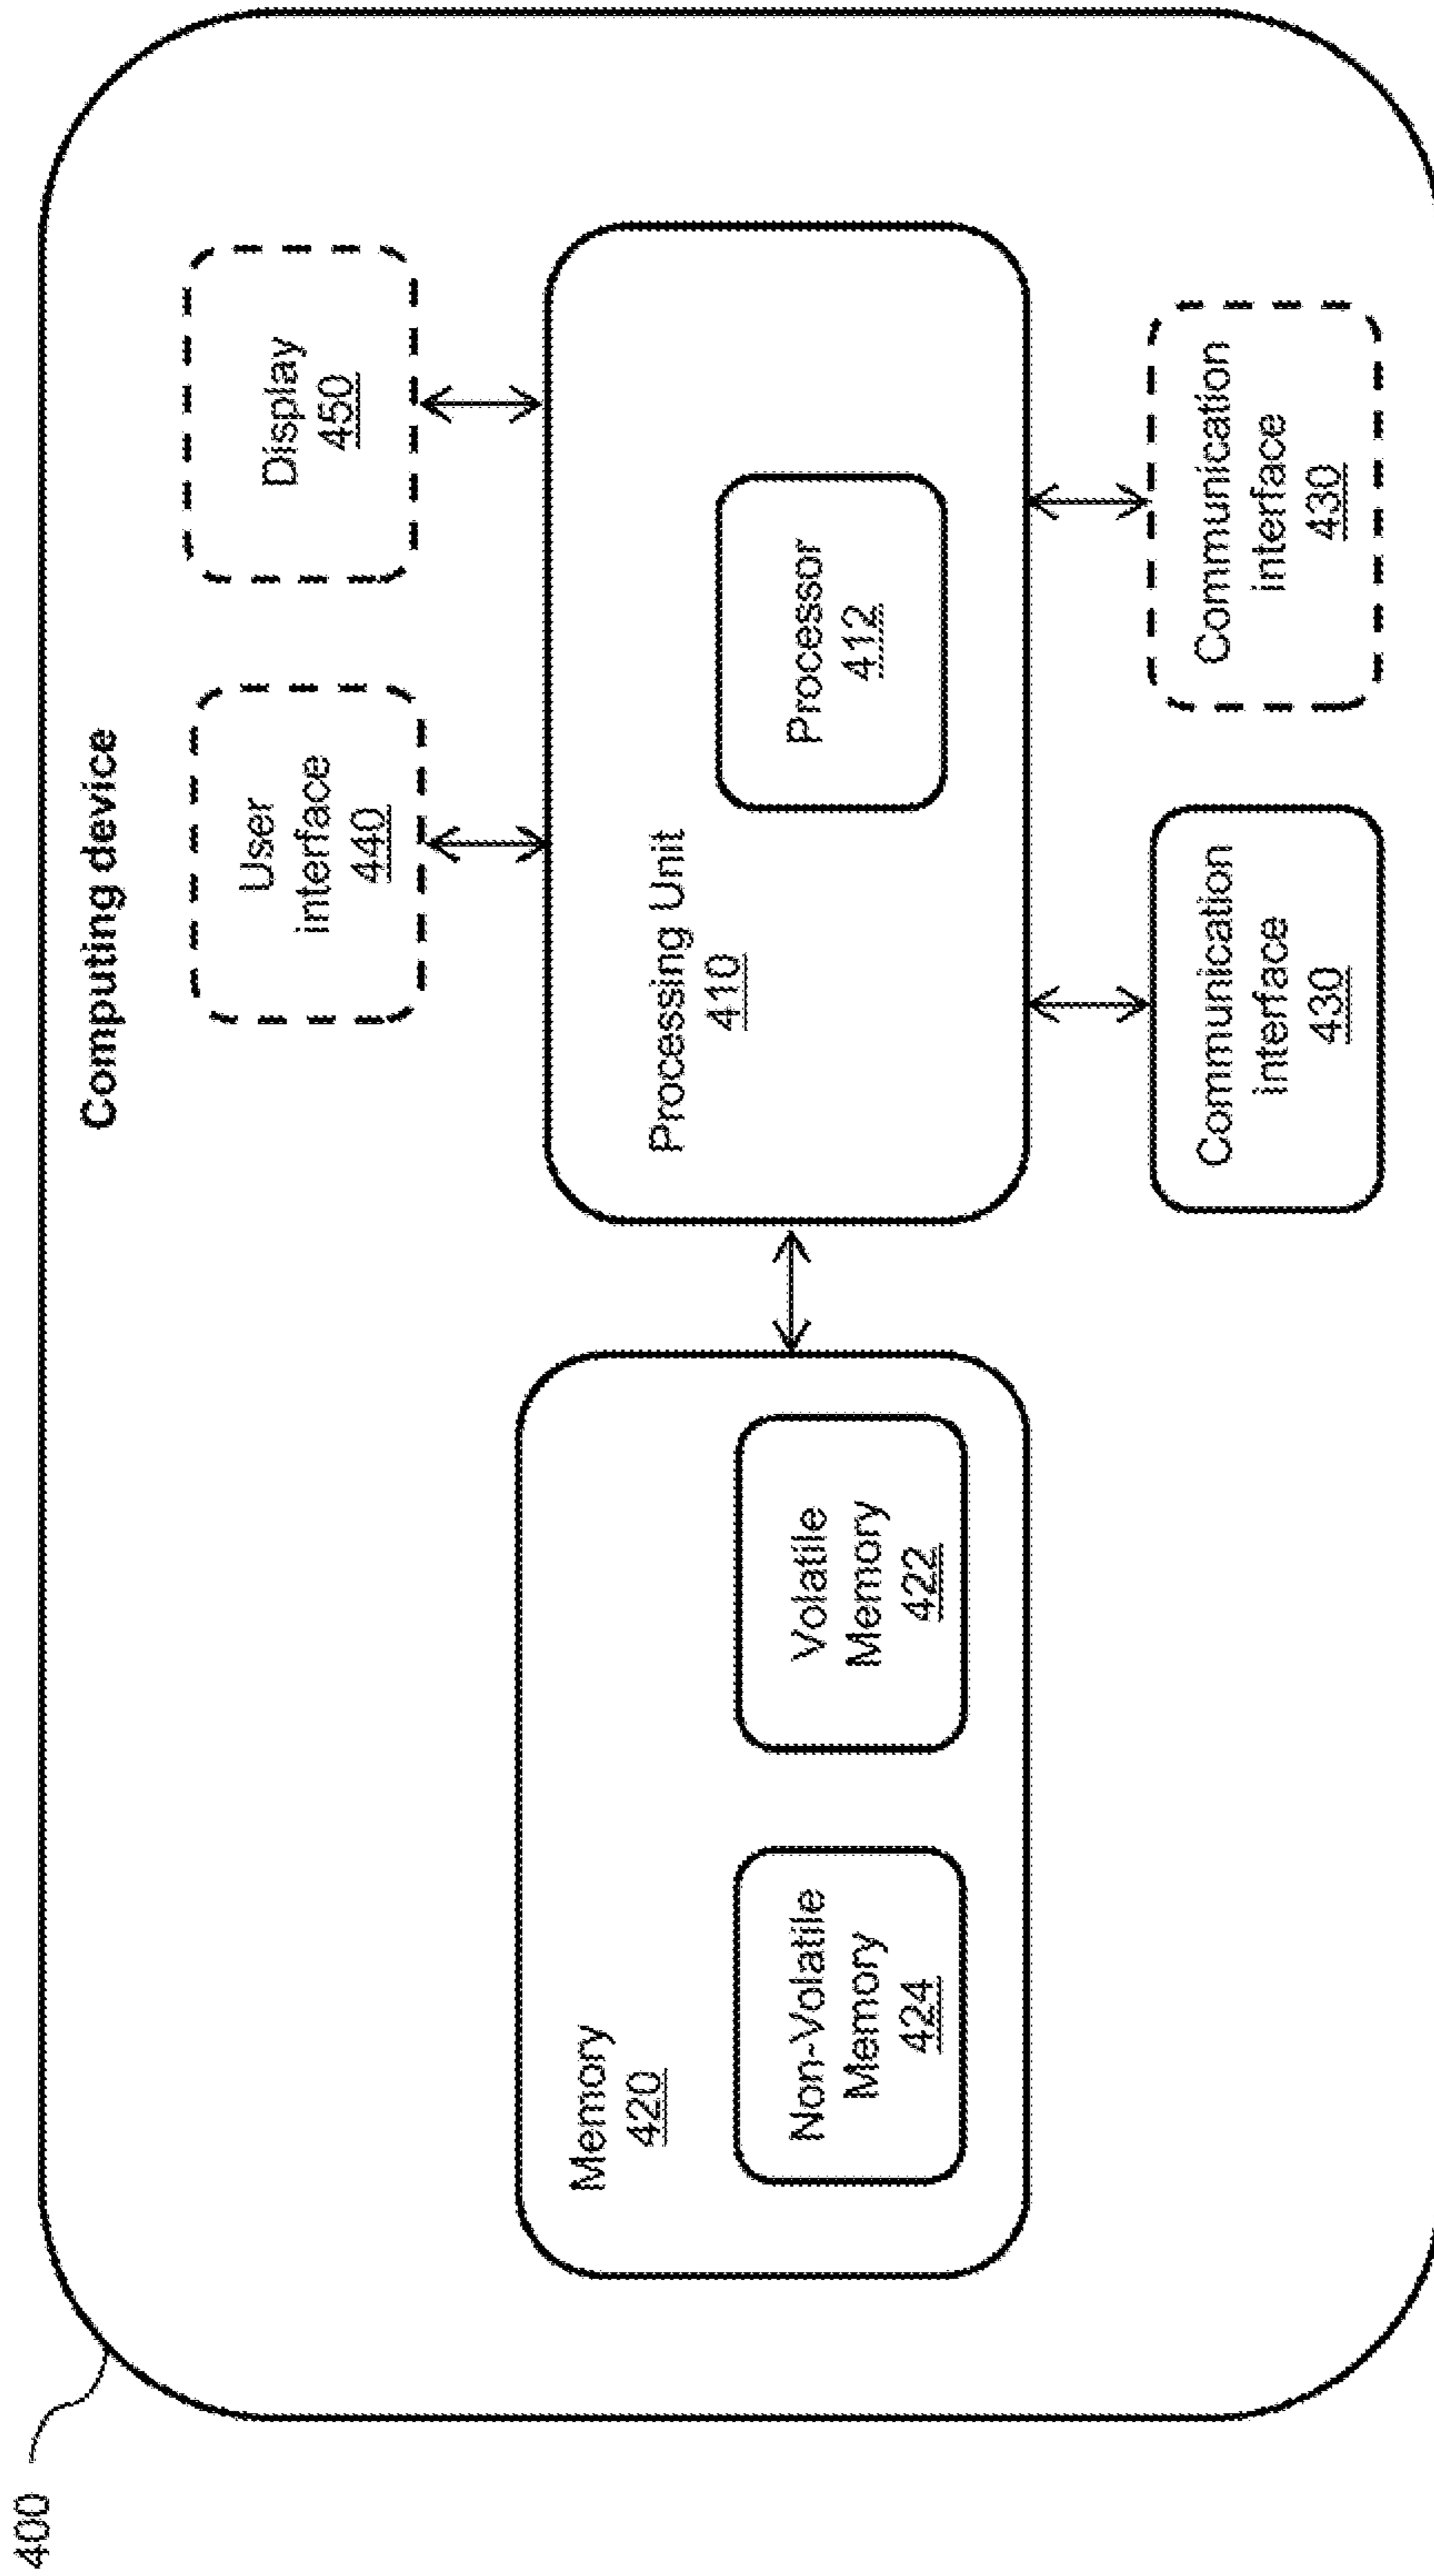 400
Computing device
User
interface
440
Display
450
Memory
420
Non-Volatile
Memory
424
Volatile
Memory
422
Processing Unit
410
Processor
412
Communication
interface
430
Communication
interface
430